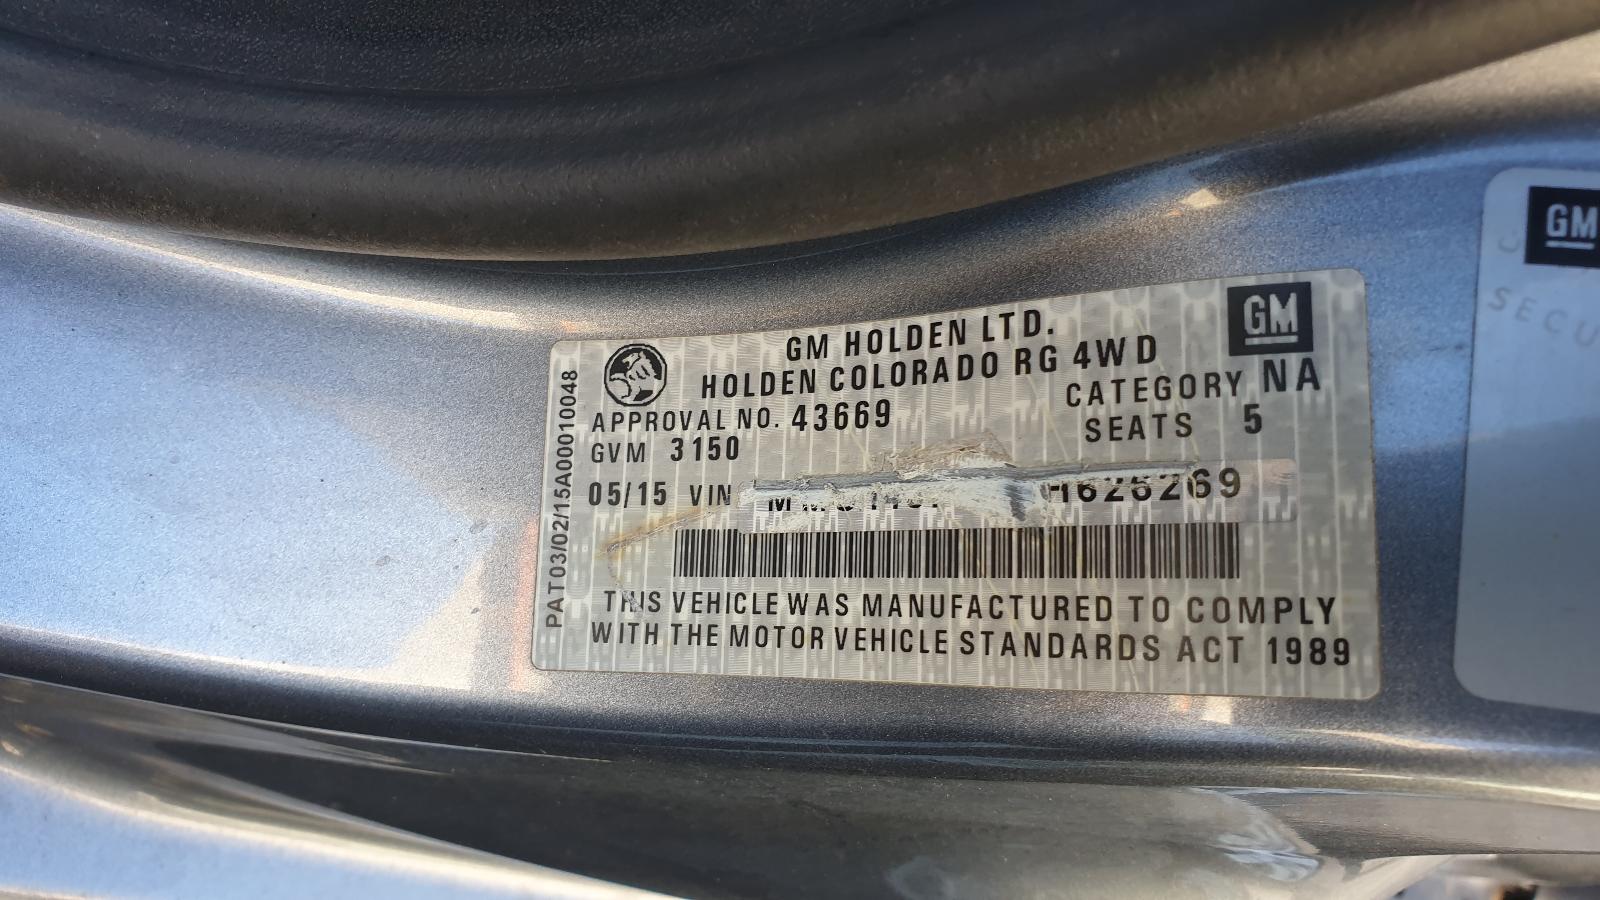 GM HOLDEN LTD.
GM
HOLDEN COLORADO RG 4WD
APPROVAL NO. 43669
CATEGORY NA
GVM 3150
SEATS 5
05/15 VIN
THIS VEHICLE WAS MANUFACTURED TO COMPLY
WITH THE MOTOR VEHICLE STANDARDS ACT 1989
PAT03/02/15A00010048
GM